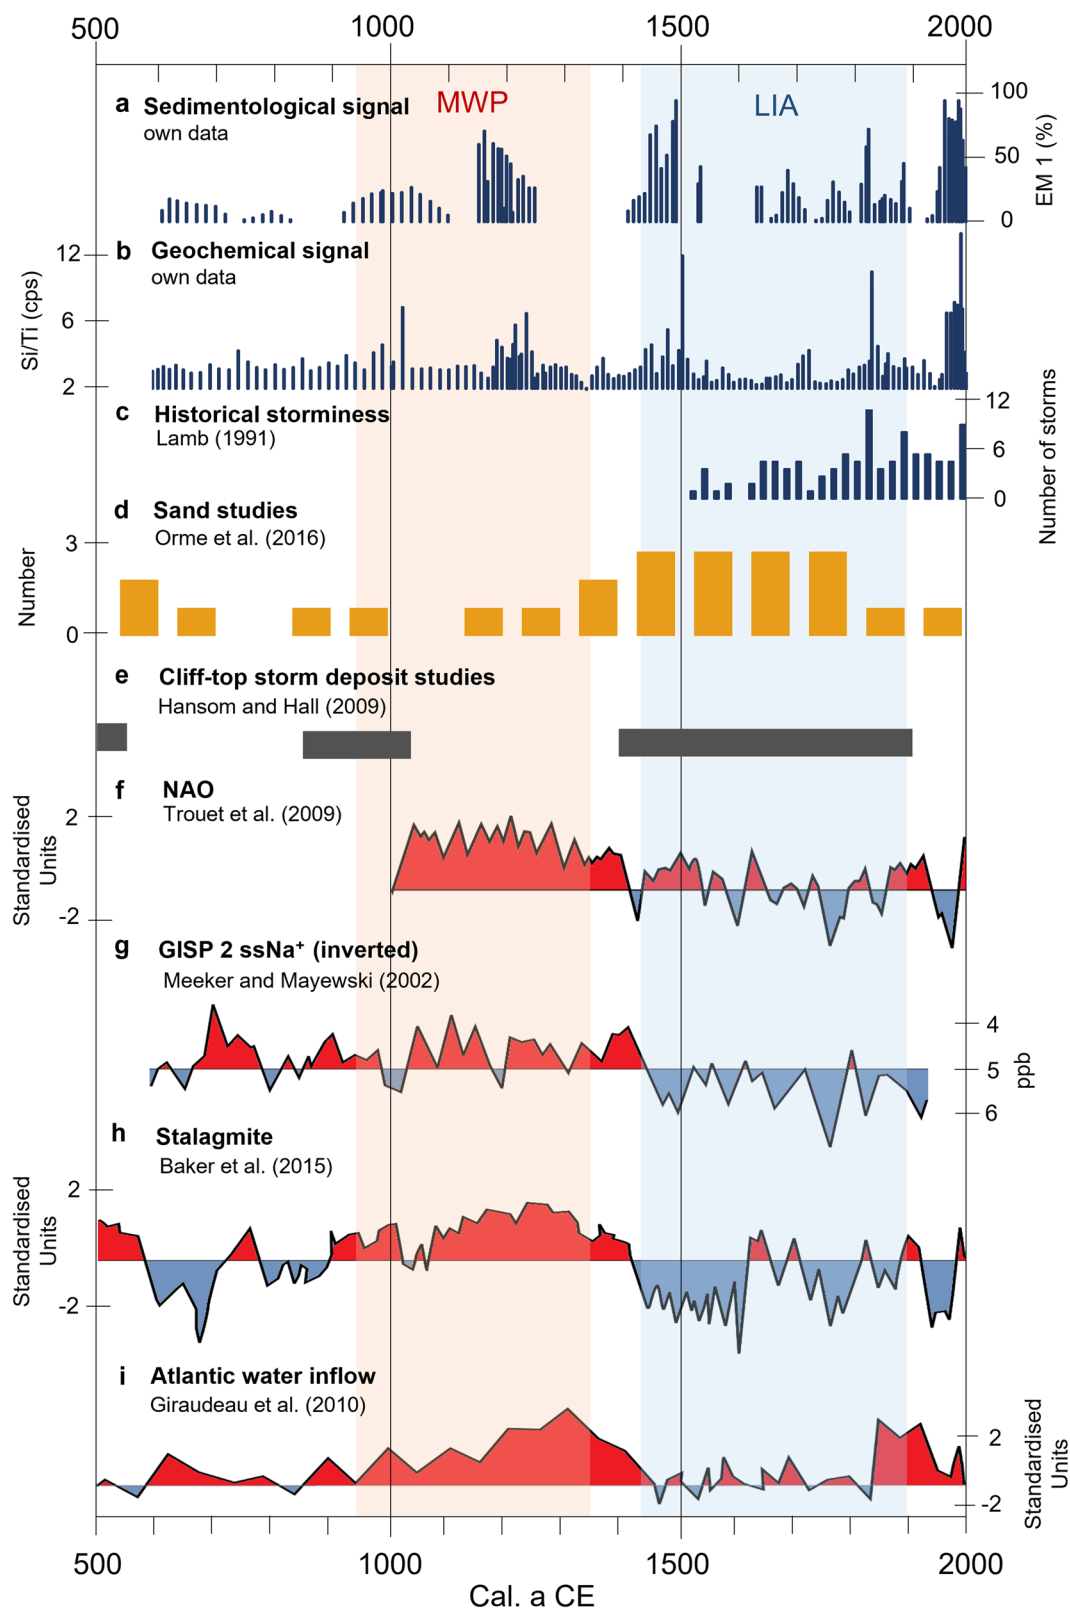 500 1000 1500 2000
a Sedimentological signal
own data
MWP
LIA
100
50
0
EM 1 (%)
b Geochemical signal
own data
12
6
2
Si/Ti (cps)
c Historical storminess
Lamb (1991)
12
6
0
Number of storms
d Sand studies
Orme et al. (2016)
3
0
Number
e Cliff-top storm deposit studies
Hansom and Hall (2009)
f NAO
Trouet et al. (2009)
2
-2
Standardised
Units
g GISP 2 ssNa⁺ (inverted)
Meeker and Mayewski (2002)
4
5
6
ppb
h Stalagmite
Baker et al. (2015)
2
-2
Standardised
Units
i Atlantic water inflow
Giraudeau et al. (2010)
2
-2
Standardised
Units
500 1000 1500 2000
Cal. a CE